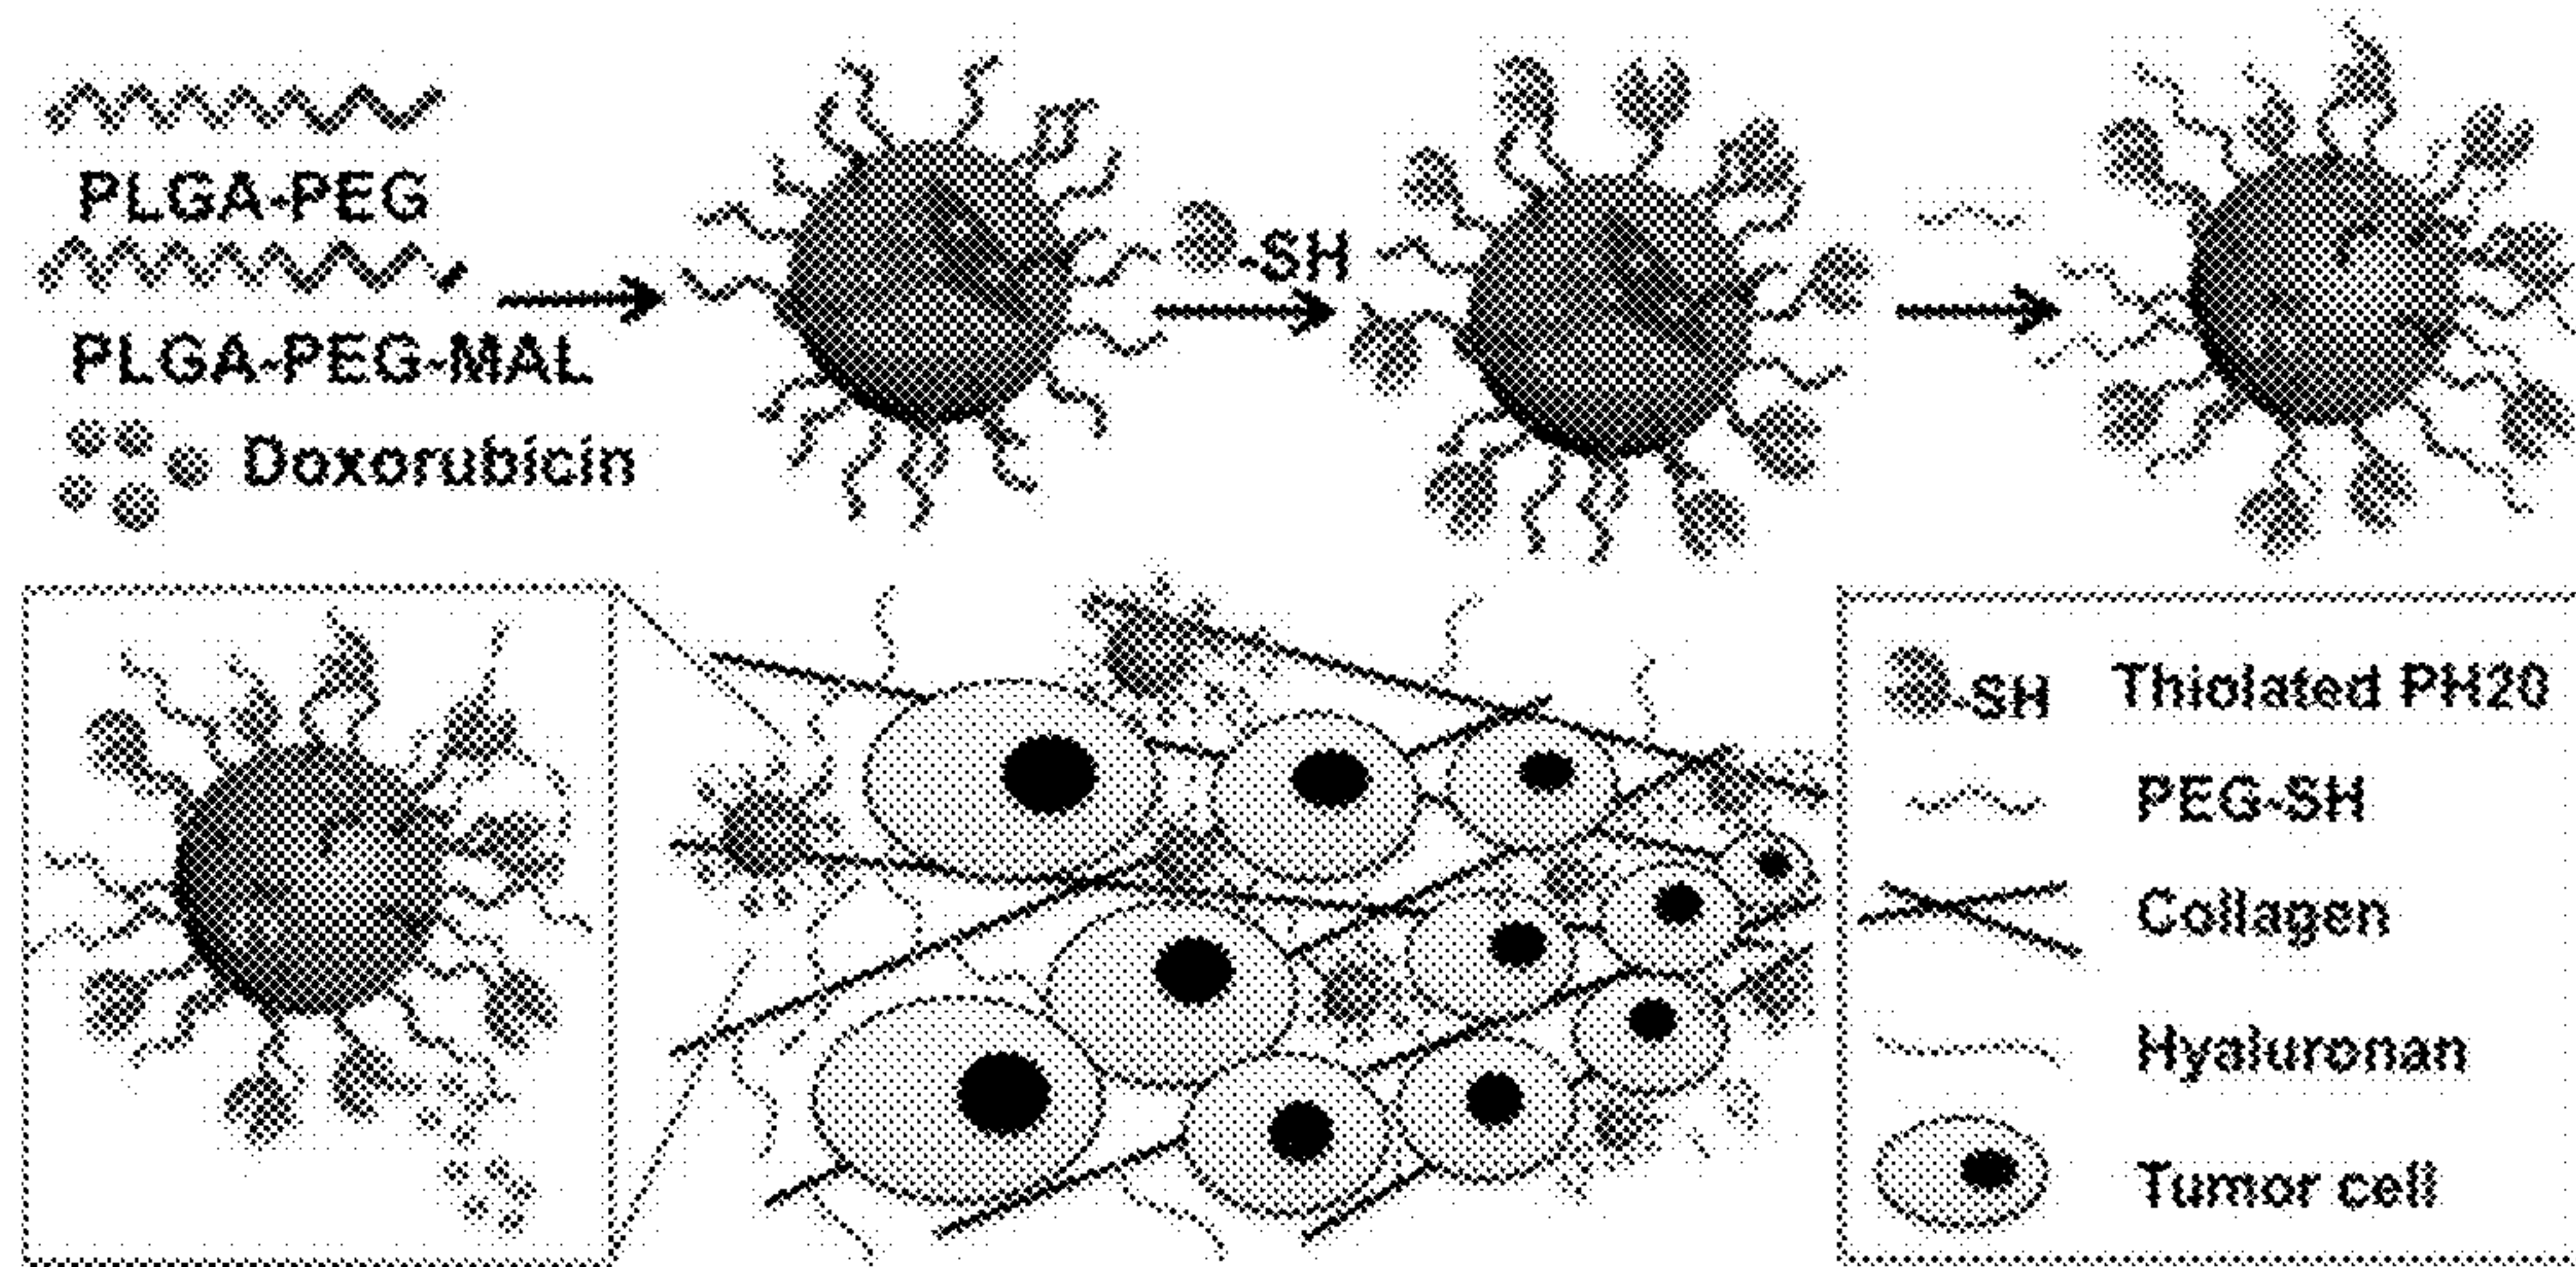 PLGA-PEG
PLGA-PEG-MAL
Doxorubicin
-SH
-SH Thiolated PH20
PEG-SH
Collagen
Hyaluronan
Tumor cell